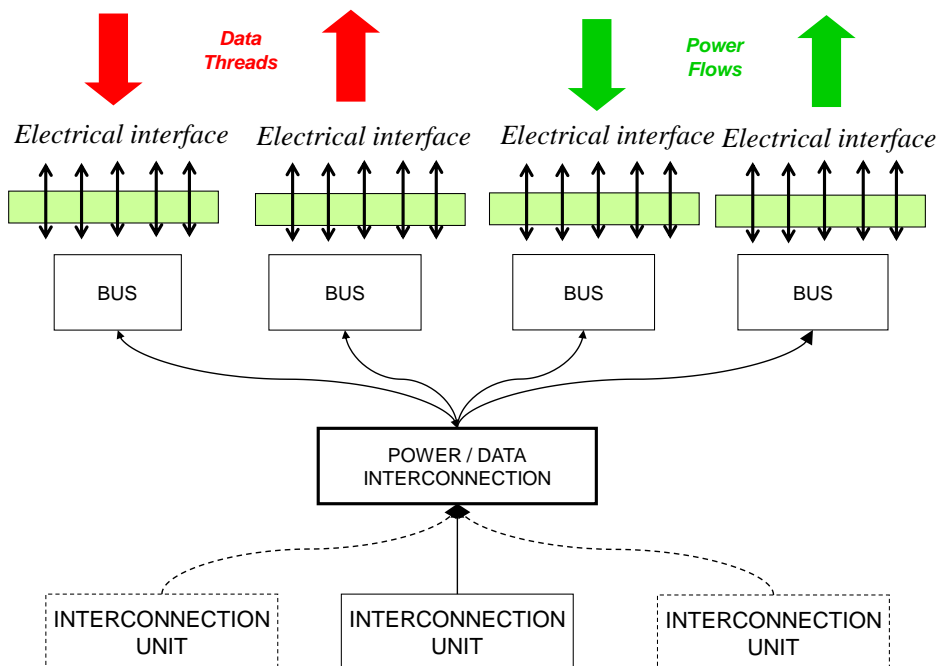 Data
Threads
Power
Flows
Electrical interface
Electrical interface
Electrical interface
Electrical interface
BUS
BUS
BUS
BUS
POWER / DATA
INTERCONNECTION
INTERCONNECTION
UNIT
INTERCONNECTION
UNIT
INTERCONNECTION
UNIT